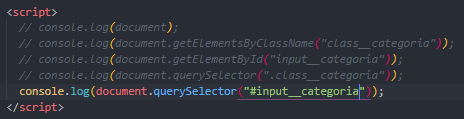 <script>
// console.log(document);
// console.log(document.getElementsByClassName("class__categoria"));
// console.log(document.getElementById("input__categoria"));
// console.log(document.querySelector(".class__categoria"));
console.log(document.querySelector("#input__categoria"));
</script>